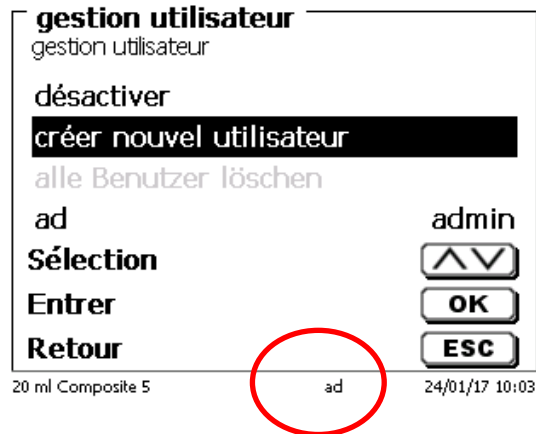 gestion utilisateur
gestion utilisateur
désactiver
créer nouvel utilisateur
alle Benutzer löschen
ad admin
Sélection
Entrer OK
Retour ESC
20 ml Composite 5 ad 24/01/17 10:03